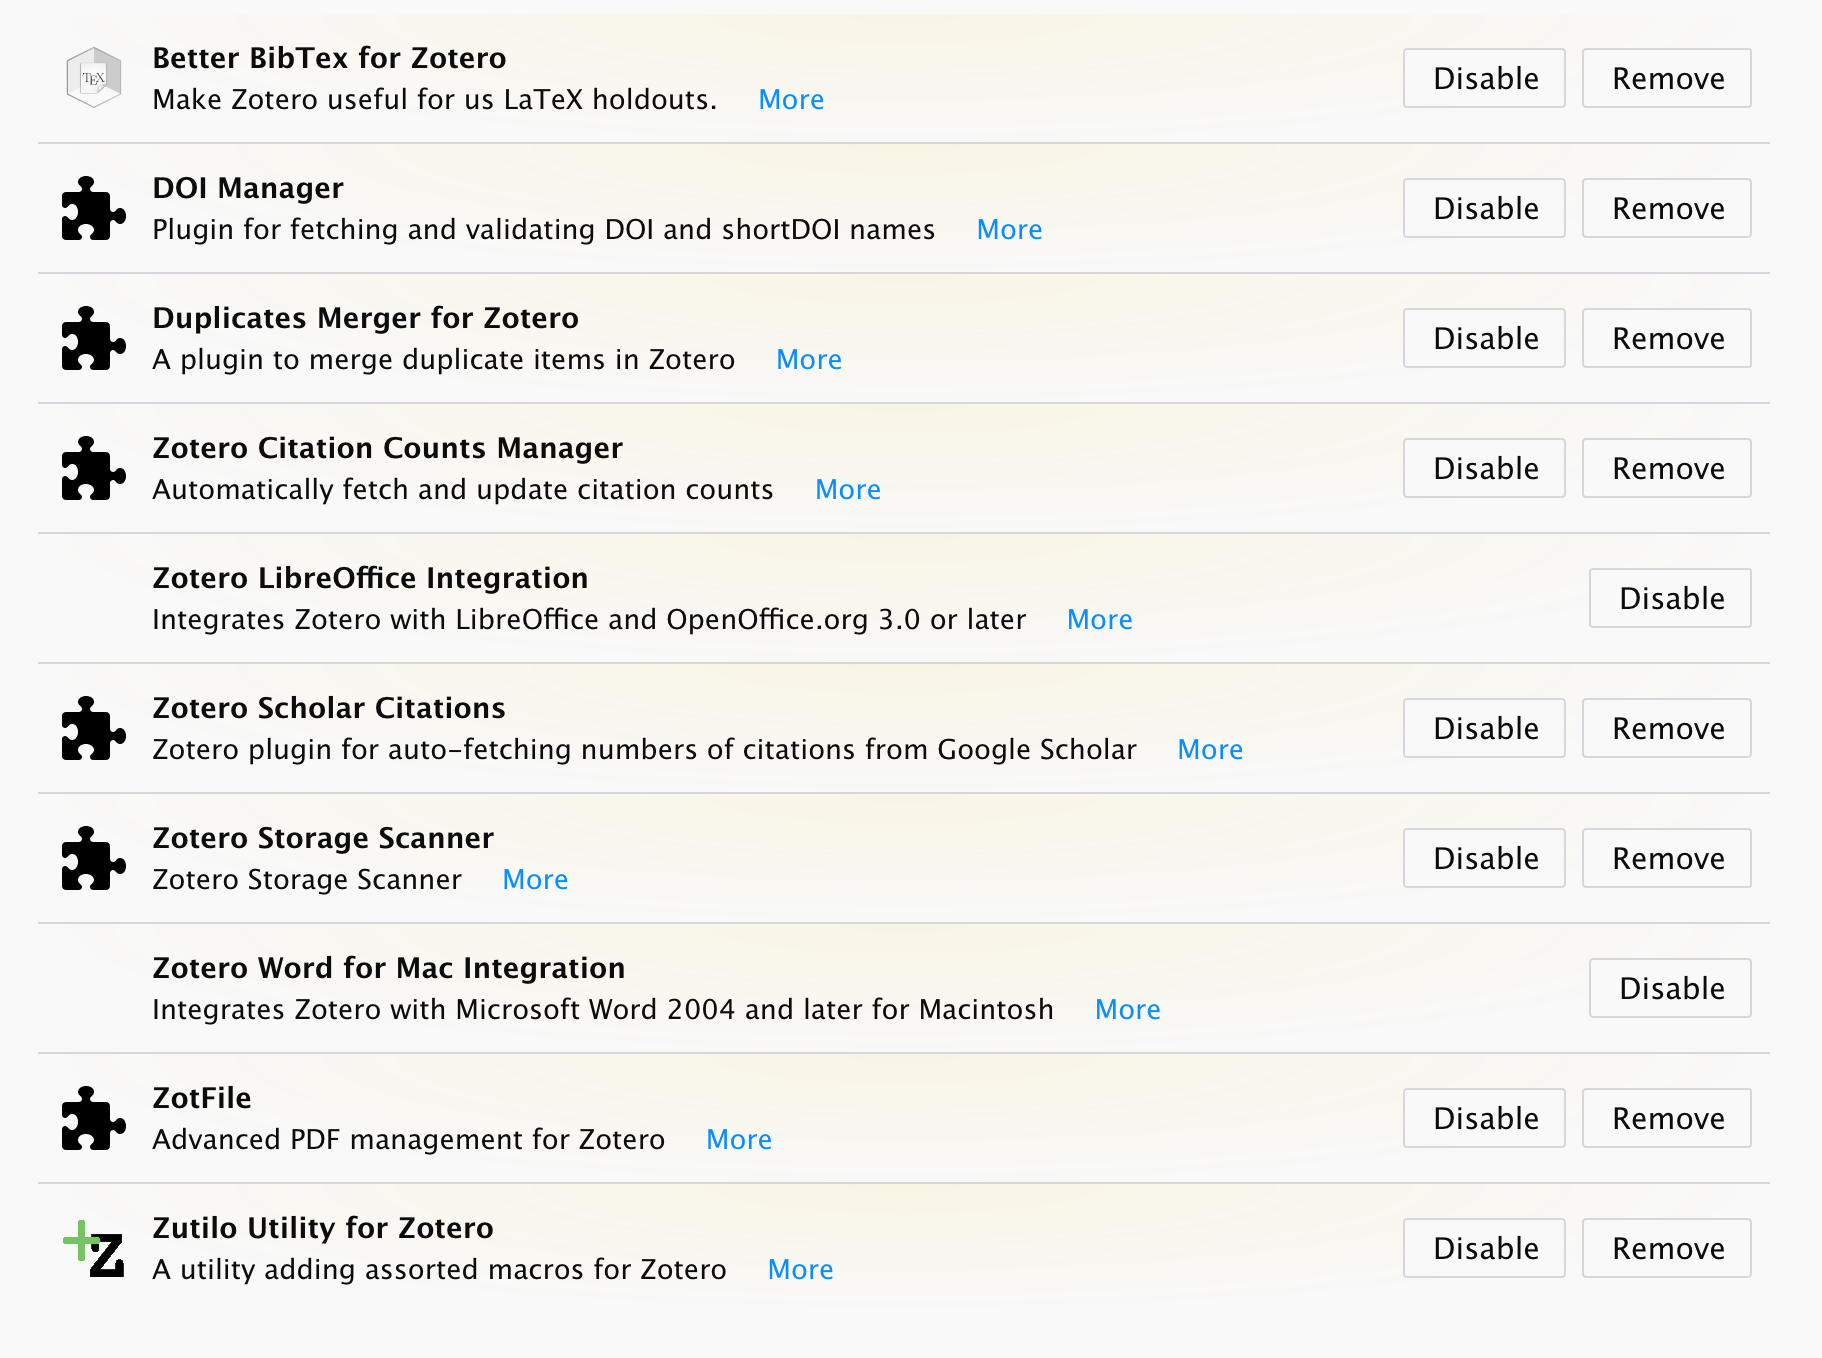 TEX
Better BibTex for Zotero
Make Zotero useful for us LaTeX holdouts. More
Disable Remove
DOI Manager
Plugin for fetching and validating DOI and shortDOI names More
Disable Remove
Duplicates Merger for Zotero
A plugin to merge duplicate items in Zotero More
Disable Remove
Zotero Citation Counts Manager
Automatically fetch and update citation counts More
Disable Remove
Zotero LibreOffice Integration
Integrates Zotero with LibreOffice and OpenOffice.org 3.0 or later More
Disable
Zotero Scholar Citations
Zotero plugin for auto-fetching numbers of citations from Google Scholar More
Disable Remove
Zotero Storage Scanner
Zotero Storage Scanner More
Disable Remove
Zotero Word for Mac Integration
Integrates Zotero with Microsoft Word 2004 and later for Macintosh More
Disable
ZotFile
Advanced PDF management for Zotero More
Disable Remove
+Z
Zutilo Utility for Zotero
A utility adding assorted macros for Zotero More
Disable Remove